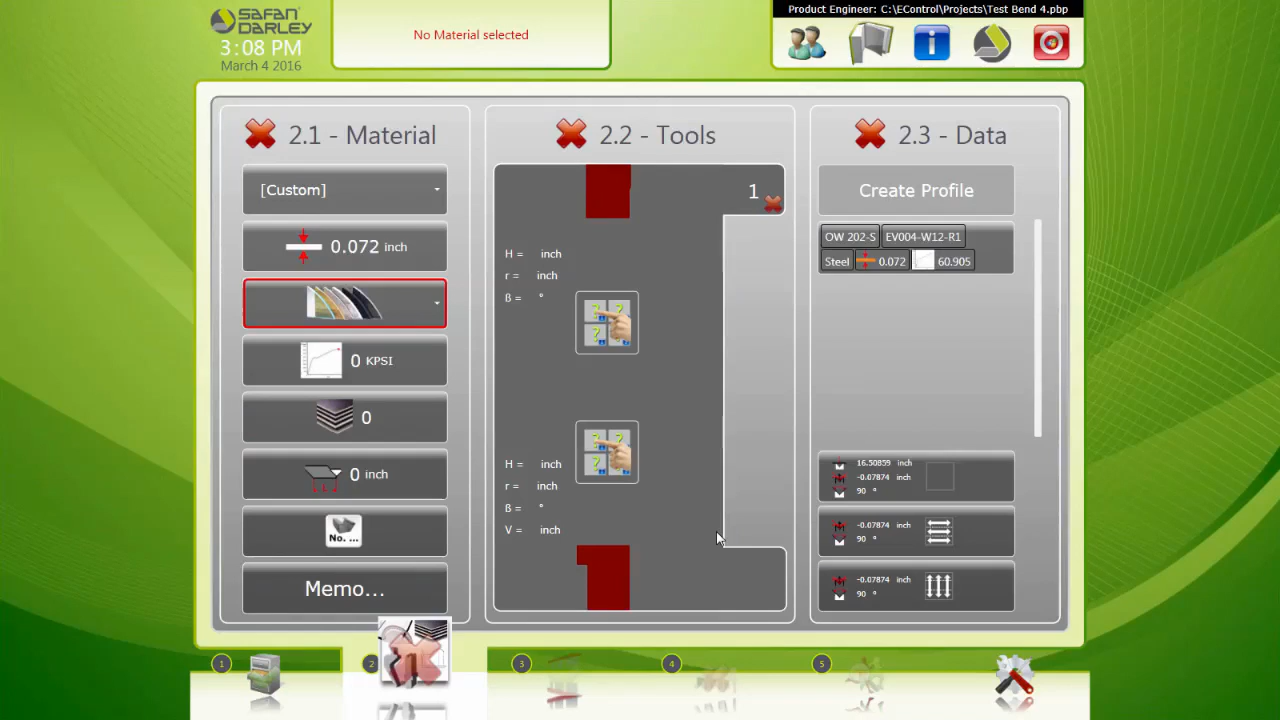 SAFAN
DARLEY
3:08 PM
March 4 2016
No Material selected
Product Engineer: C:\EControl\Projects\Test Bend 4.pbp
2.1 - Material
[Custom]
0.072 inch
0 KPSI
0
0 inch
No. ...
Memo...
2.2 - Tools
1
H = inch
r = inch
ß = °
H = inch
r = inch
ß = °
V = inch
2.3 - Data
Create Profile
OW 202-S EV004-W12-R1
Steel 0.072 60.905
16.50859 inch
-0.07874 inch
90 °
-0.07874 inch
90 °
-0.07874 inch
90 °
1
2
3
4
5